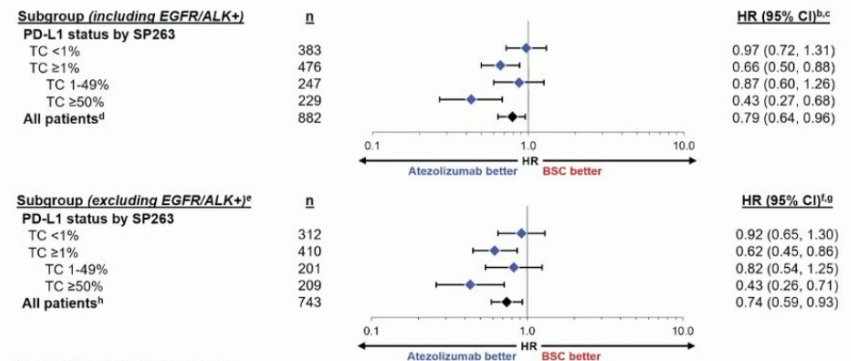 Subgroup (including EGFR/ALK+) n HR (95% CI)b,c
PD-L1 status by SP263
TC <1% 383 0.97 (0.72, 1.31)
TC ≥1% 476 0.66 (0.50, 0.88)
TC 1-49% 247 0.87 (0.60, 1.26)
TC ≥50% 229 0.43 (0.27, 0.68)
All patientsd 882 0.79 (0.64, 0.96)
0.1 1.0 10.0
HR
Atezolizumab better BSC better
Subgroup (excluding EGFR/ALK+)e n HR (95% CI)f,g
PD-L1 status by SP263
TC <1% 312 0.92 (0.65, 1.30)
TC ≥1% 410 0.62 (0.45, 0.86)
TC 1-49% 201 0.82 (0.54, 1.25)
TC ≥50% 209 0.43 (0.26, 0.71)
All patientsh 743 0.74 (0.59, 0.93)
0.1 1.0 10.0
HR
Atezolizumab better BSC better